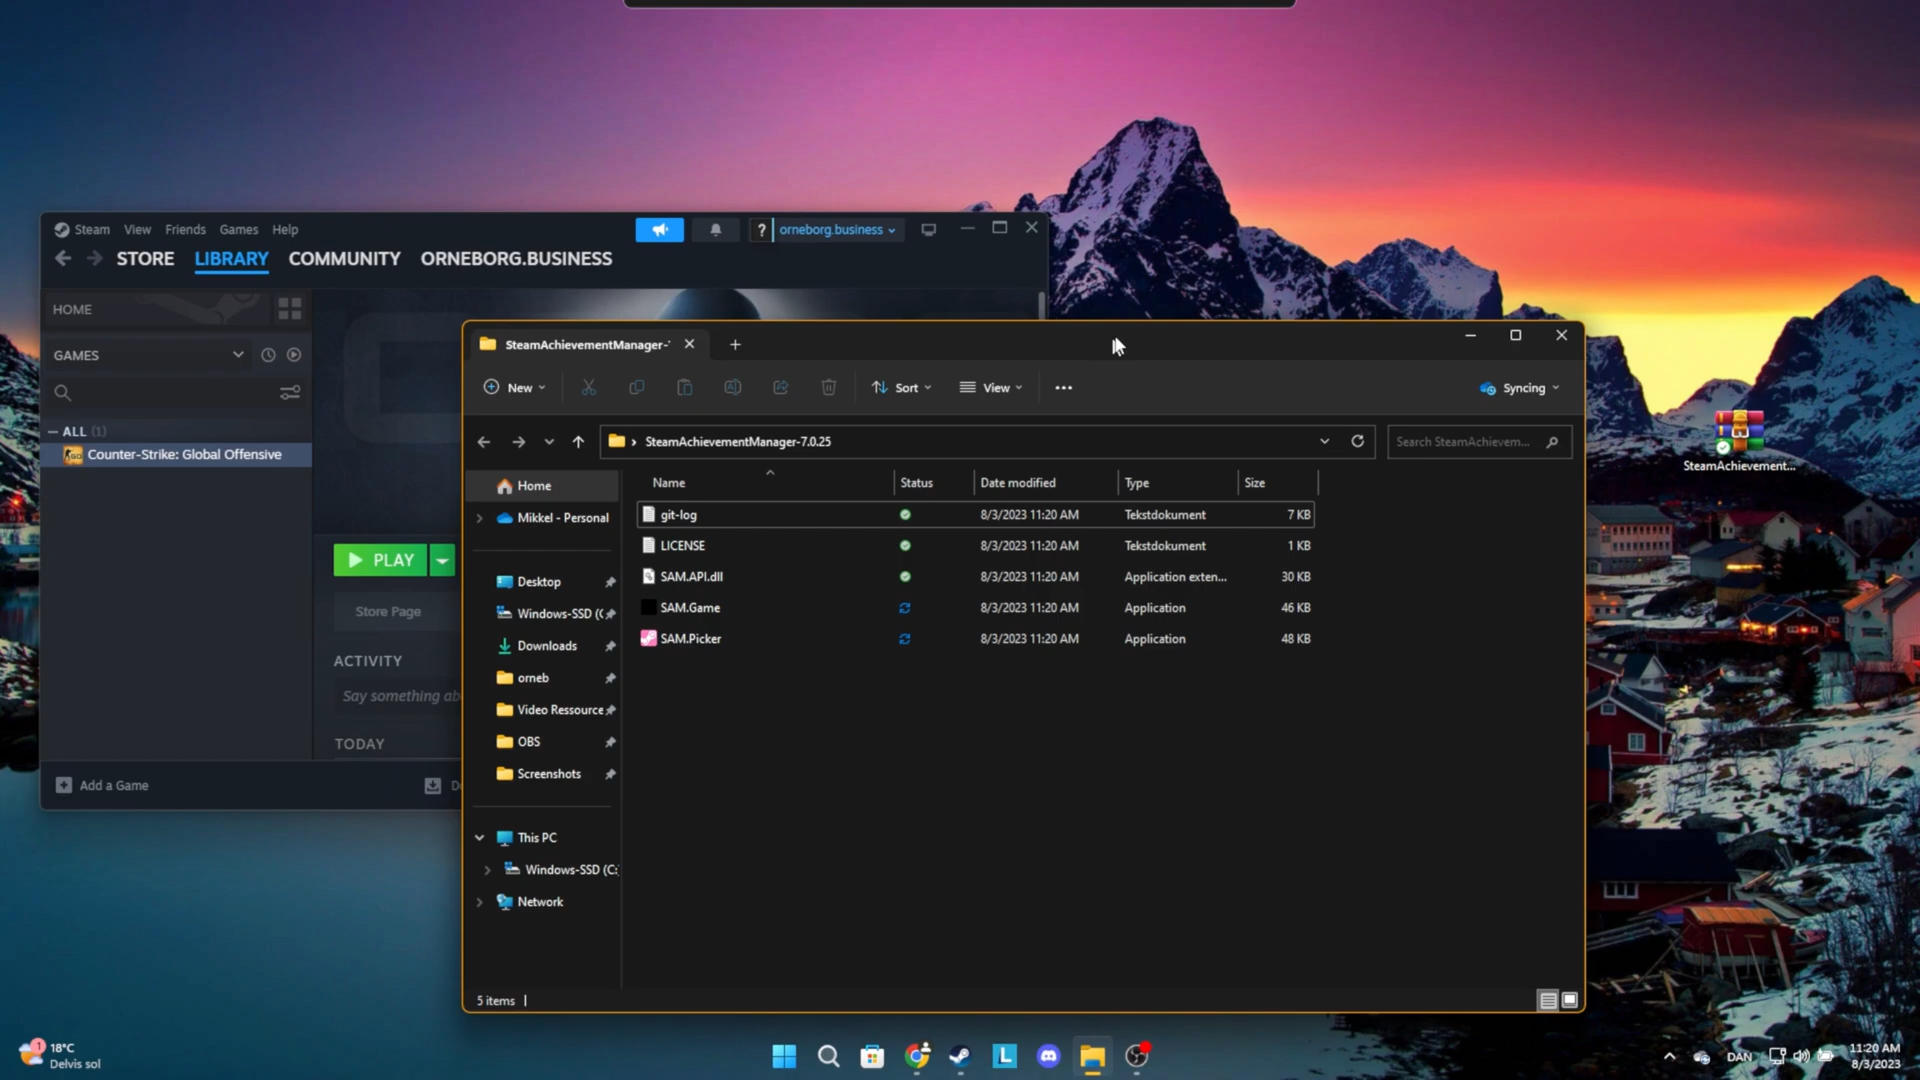 Steam View Friends Games Help
? orneborg.business
STORE LIBRARY COMMUNITY ORNEBORG.BUSINESS
HOME
GAMES
ALL (1)
Counter-Strike: Global Offensive
PLAY
Store Page
ACTIVITY
Say something ab
TODAY
Add a Game
SteamAchievementManager-
New
Sort
View
Syncing
SteamAchievementManager-7.0.25
Search SteamAchievem...
Home
Mikkel - Personal
Desktop
Windows-SSD (C
Downloads
orneb
Video Ressource
OBS
Screenshots
This PC
Windows-SSD (C:
Network
Name Status Date modified Type Size
git-log 8/3/2023 11:20 AM Tekstdokument 7 KB
LICENSE 8/3/2023 11:20 AM Tekstdokument 1 KB
SAM.API.dll 8/3/2023 11:20 AM Application exten... 30 KB
SAM.Game 8/3/2023 11:20 AM Application 46 KB
SAM.Picker 8/3/2023 11:20 AM Application 48 KB
5 items
SteamAchievement...
1
18°C
Delvis sol
L
DAN
11:20 AM
8/3/2023